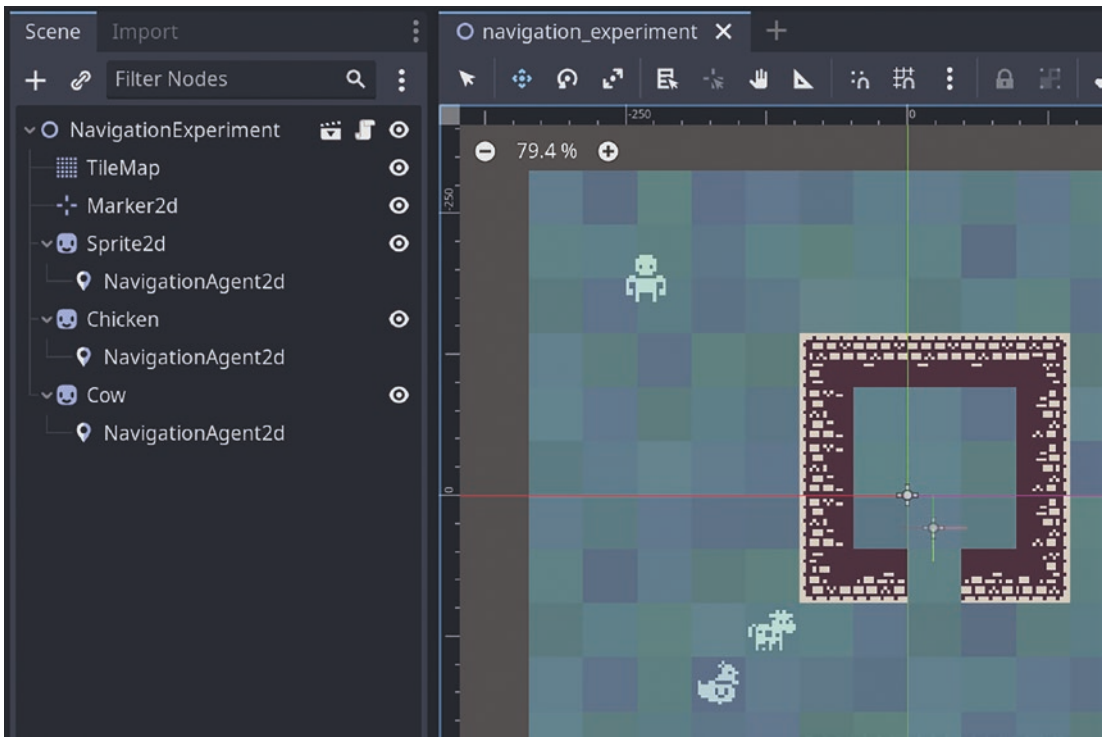 Scene Import
Filter Nodes
NavigationExperiment
TileMap
Marker2d
Sprite2d
NavigationAgent2d
Chicken
NavigationAgent2d
Cow
NavigationAgent2d
navigation_experiment
-250 0
79.4 %
-250
0